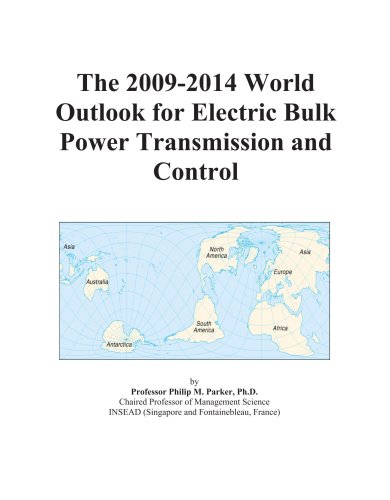 The 2009-2014 World
Outlook for Electric Bulk
Power Transmission and
Control
Asia
Australia
Antarctica
North
America
South
America
Asia
Europe
Africa
by
Professor Philip M. Parker, Ph.D.
Chaired Professor of Management Science
INSEAD (Singapore and Fontainebleau, France)